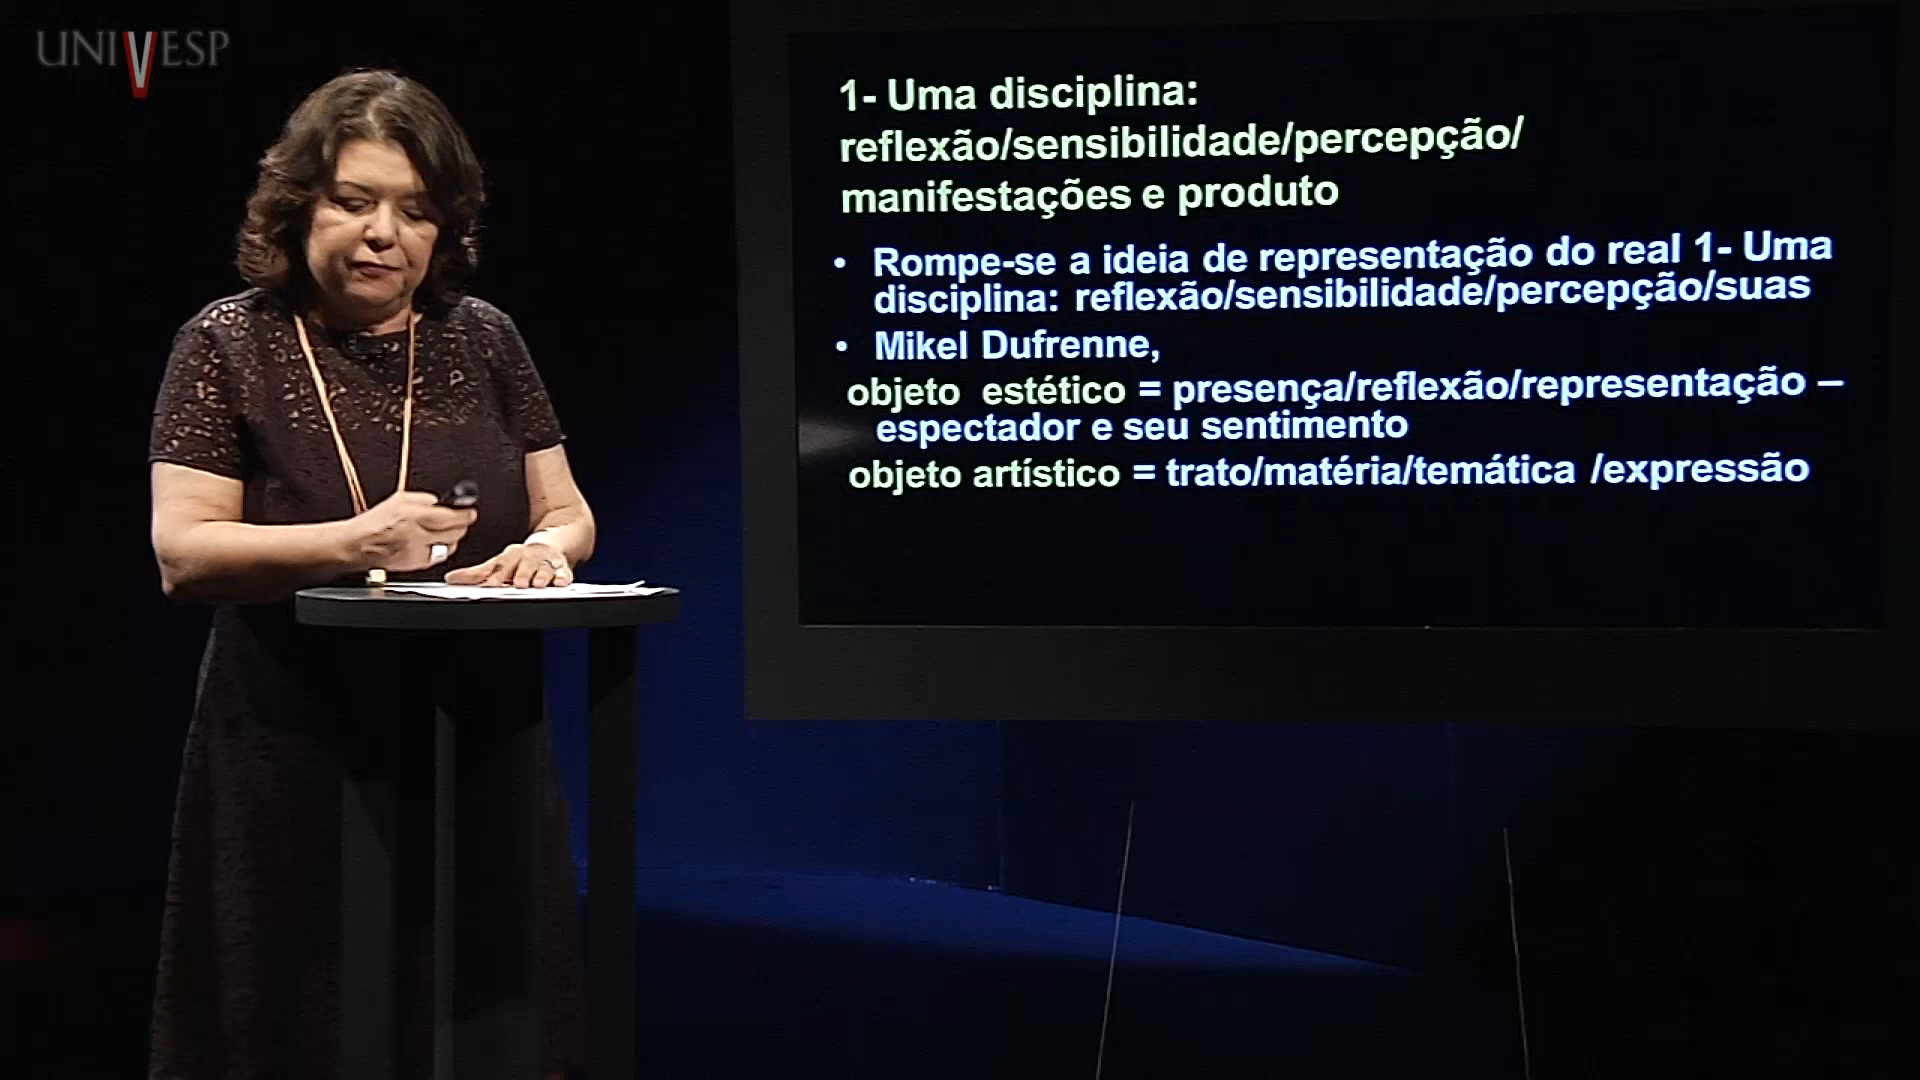 UNIVESP
1- Uma disciplina:
reflexão/sensibilidade/percepção/
manifestações e produto
• Rompe-se a ideia de representação do real 1- Uma
disciplina: reflexão/sensibilidade/percepção/suas
• Mikel Dufrenne,
objeto estético = presença/reflexão/representação –
espectador e seu sentimento
objeto artístico = trato/matéria/temática /expressão